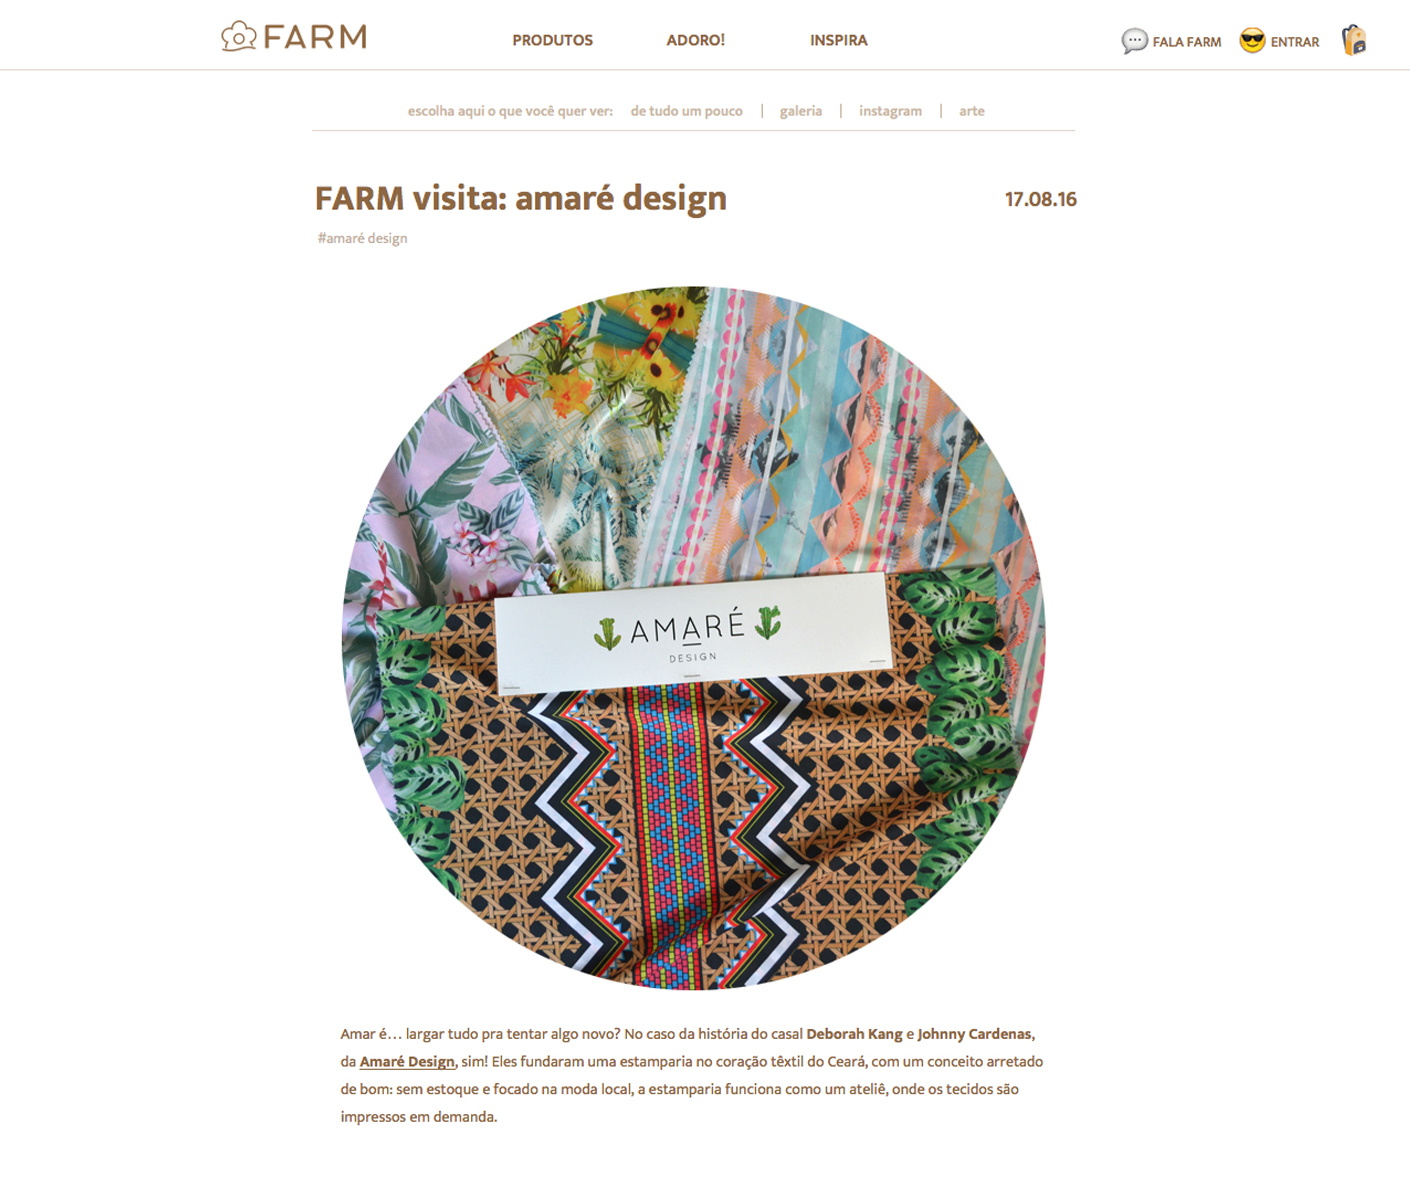 FARM
PRODUTOS
ADORO!
INSPIRA
FALA FARM
ENTRAR
escolha aqui o que você quer ver: de tudo um pouco | galeria | instagram | arte
FARM visita: amaré design
17.08.16
#amaré design
AMARÉ
DESIGN
Amar é... largar tudo pra tentar algo novo? No caso da história do casal Deborah Kang e Johnny Cardenas,
da Amaré Design, sim! Eles fundaram uma estamparia no coração têxtil do Ceará, com um conceito arretado
de bom: sem estoque e focado na moda local, a estamparia funciona como um ateliê, onde os tecidos são
impressos em demanda.